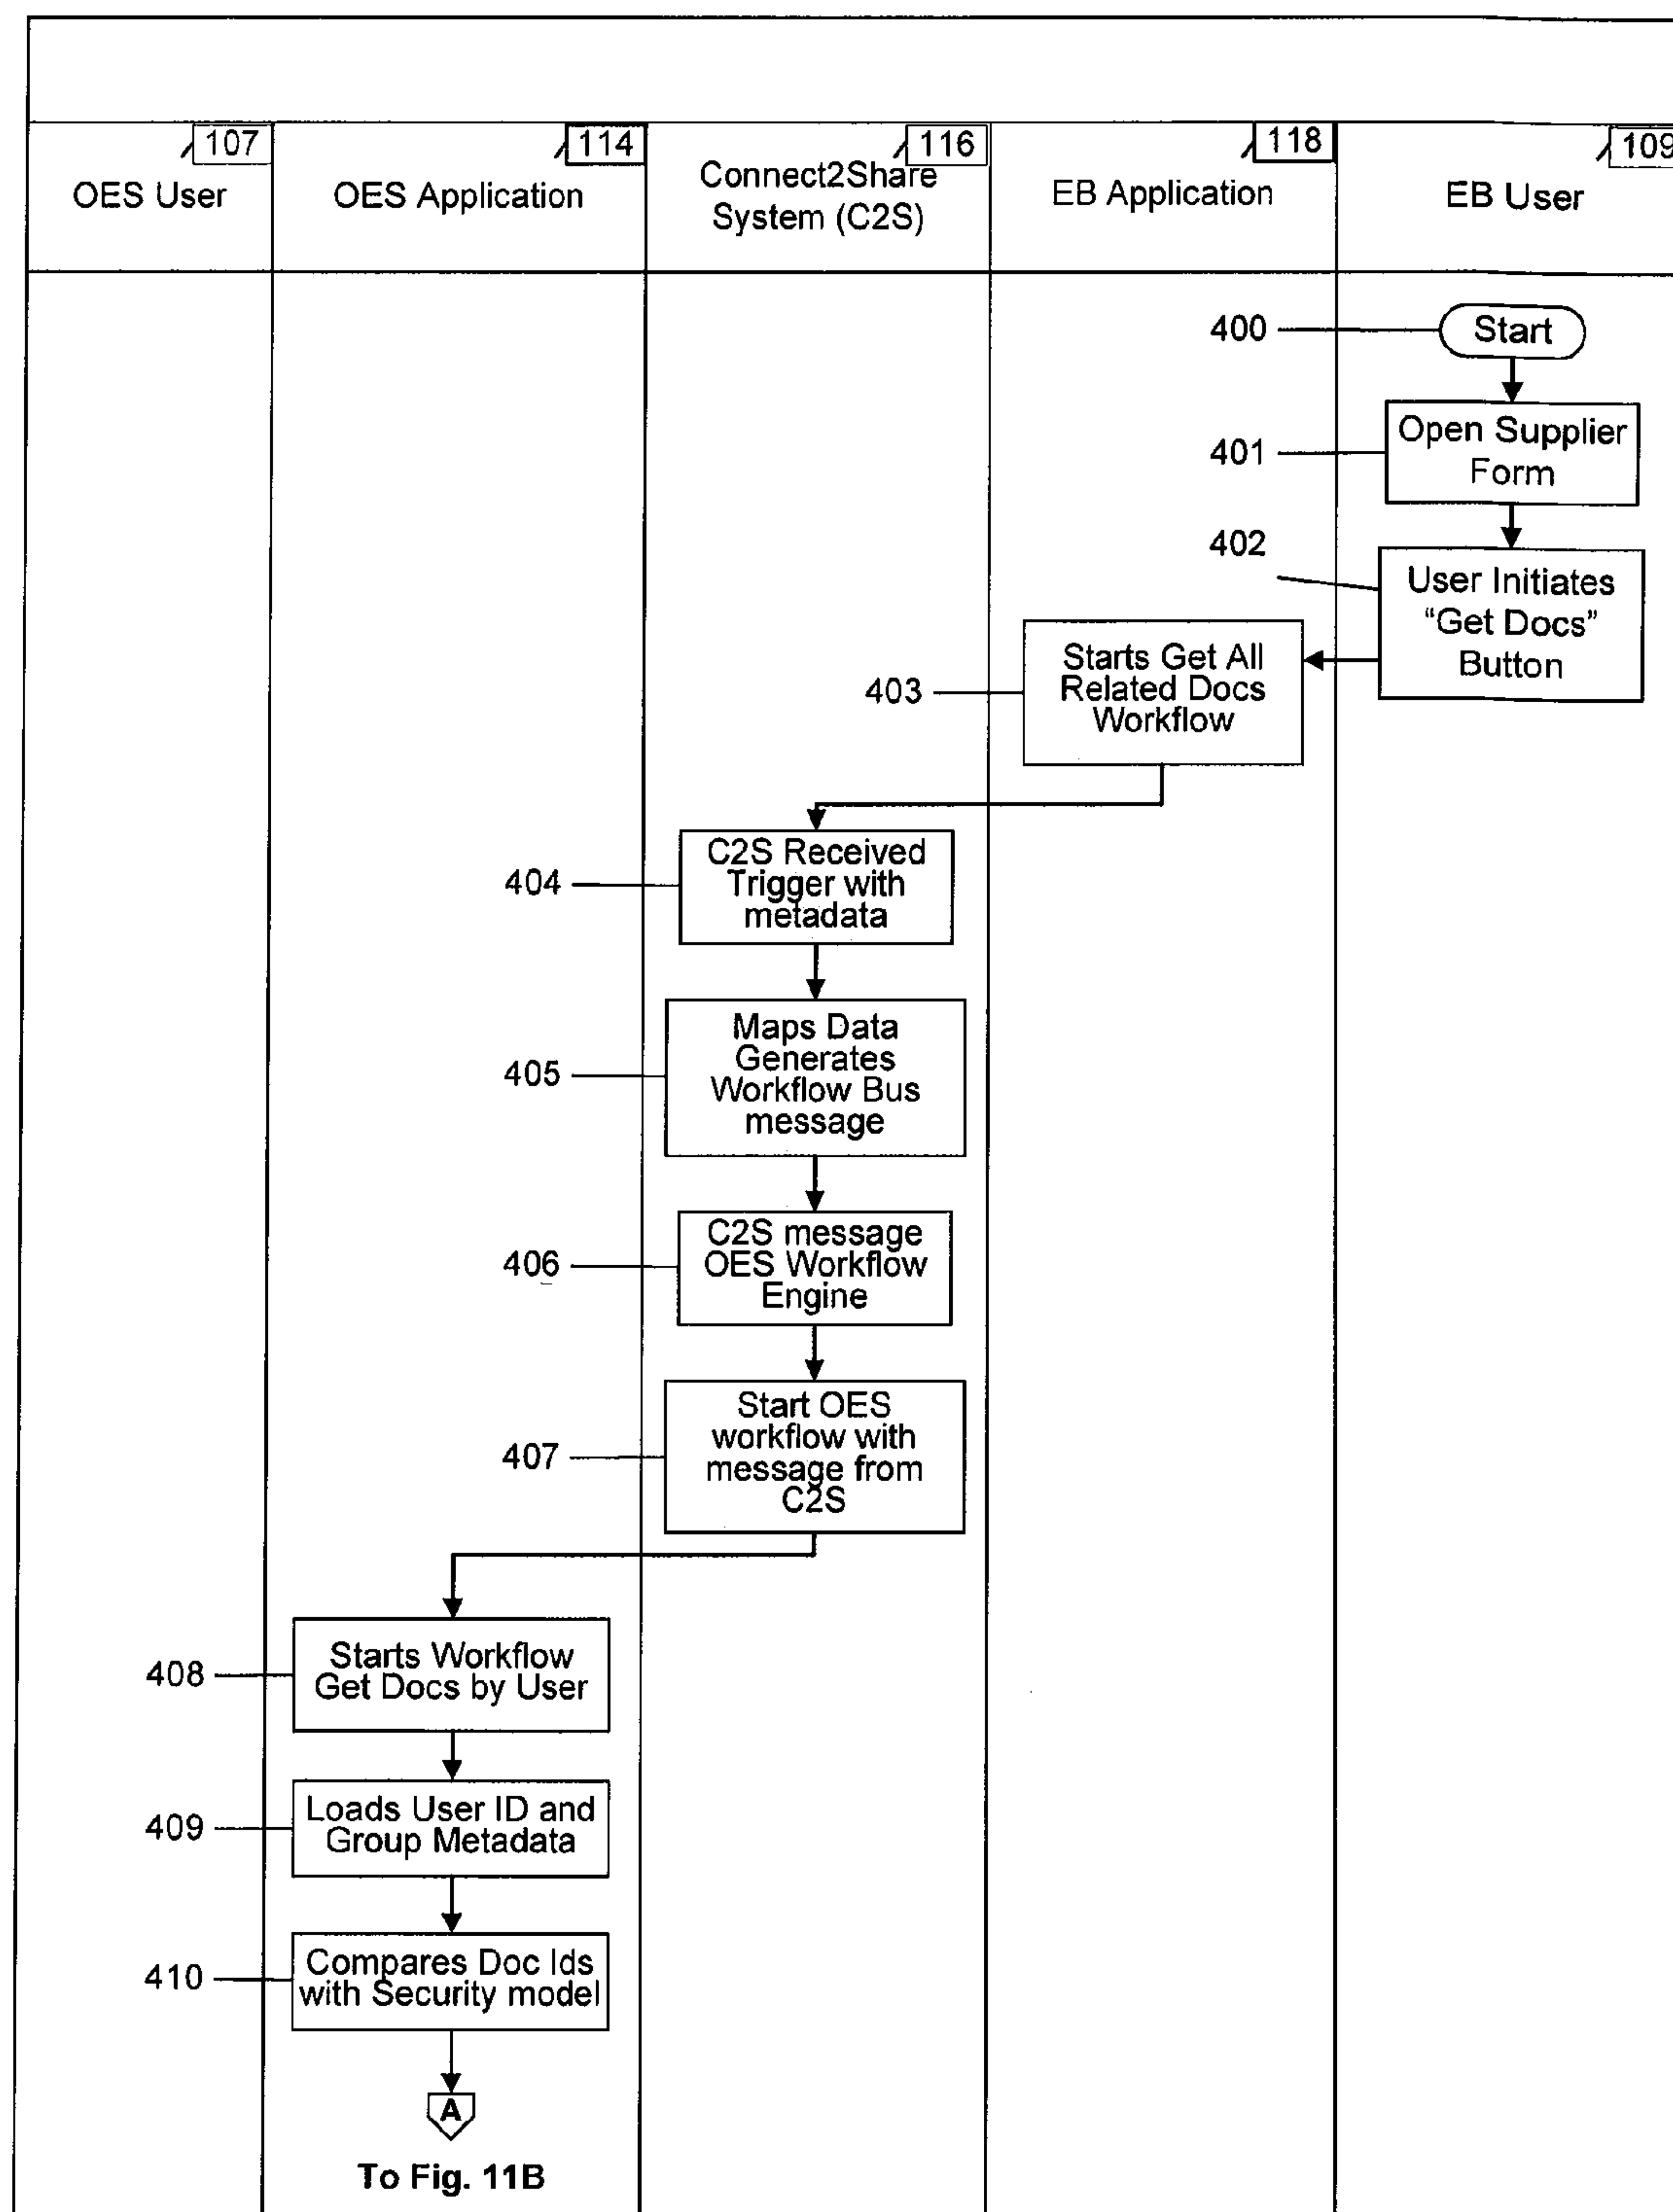 107
OES User
114
OES Application
116
Connect2Share
System (C2S)
118
EB Application
109
EB User
400
Start
401
Open Supplier
Form
402
User Initiates
“Get Docs”
Button
403
Starts Get All
Related Docs
Workflow
404
C2S Received
Trigger with
metadata
405
Maps Data
Generates
Workflow Bus
message
406
C2S message
OES Workflow
Engine
407
Start OES
workflow with
message from
C2S
408
Starts Workflow
Get Docs by User
409
Loads User ID and
Group Metadata
410
Compares Doc Ids
with Security model
A
To Fig. 11B